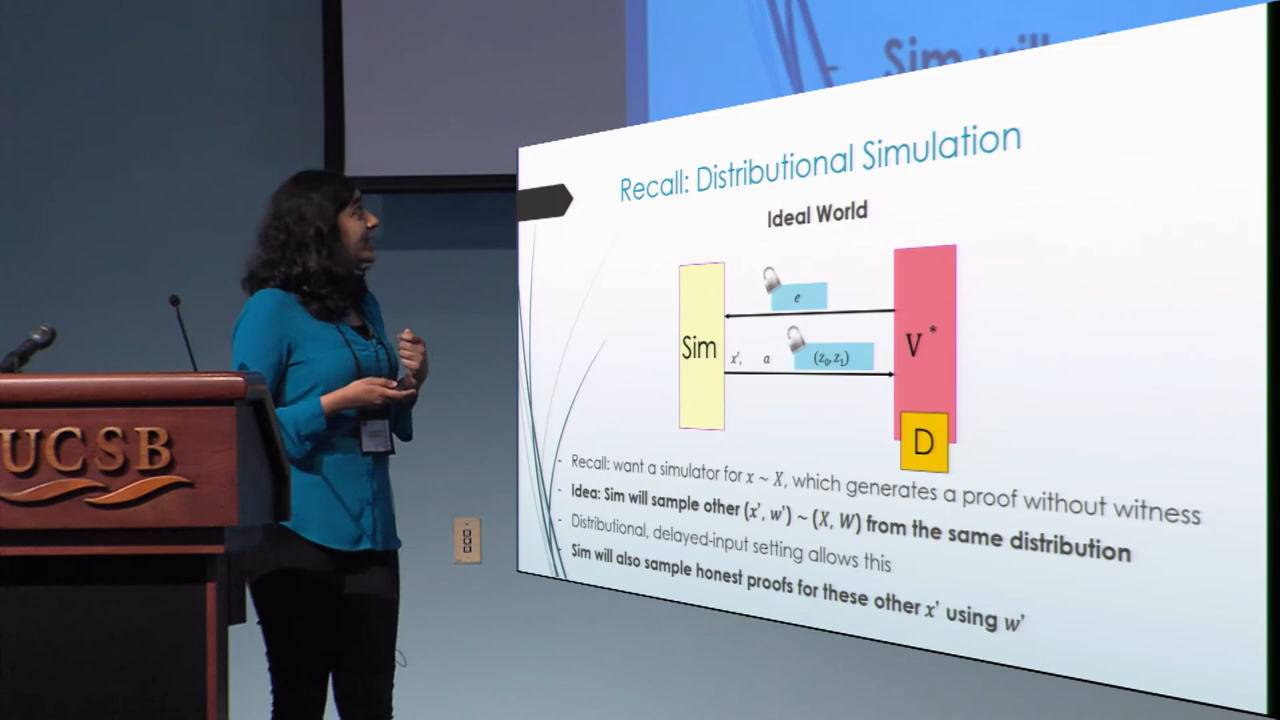 Sim will
Recall: Distributional Simulation
Ideal World
e
Sim
x', a (z₀, z₁)
V*
D
- Recall: want a simulator for x ~ X, which generates a proof without witness
- Idea: Sim will sample other (x', w') ~ (X, W) from the same distribution
- Distributional, delayed-input setting allows this
- Sim will also sample honest proofs for these other x' using w'
UCSB